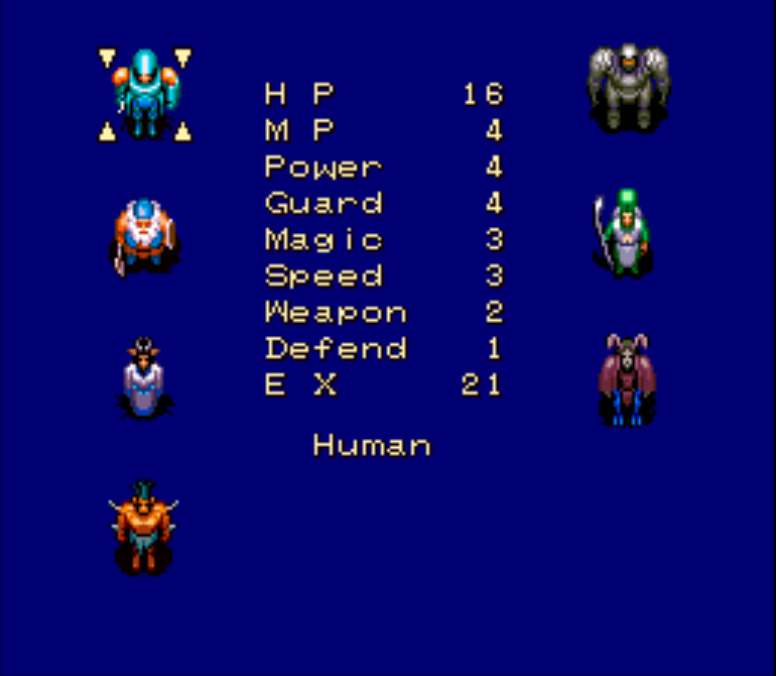 H P 16
M P 4
Power 4
Guard 4
Magic 3
Speed 3
Weapon 2
Defend 1
E X 21
Human